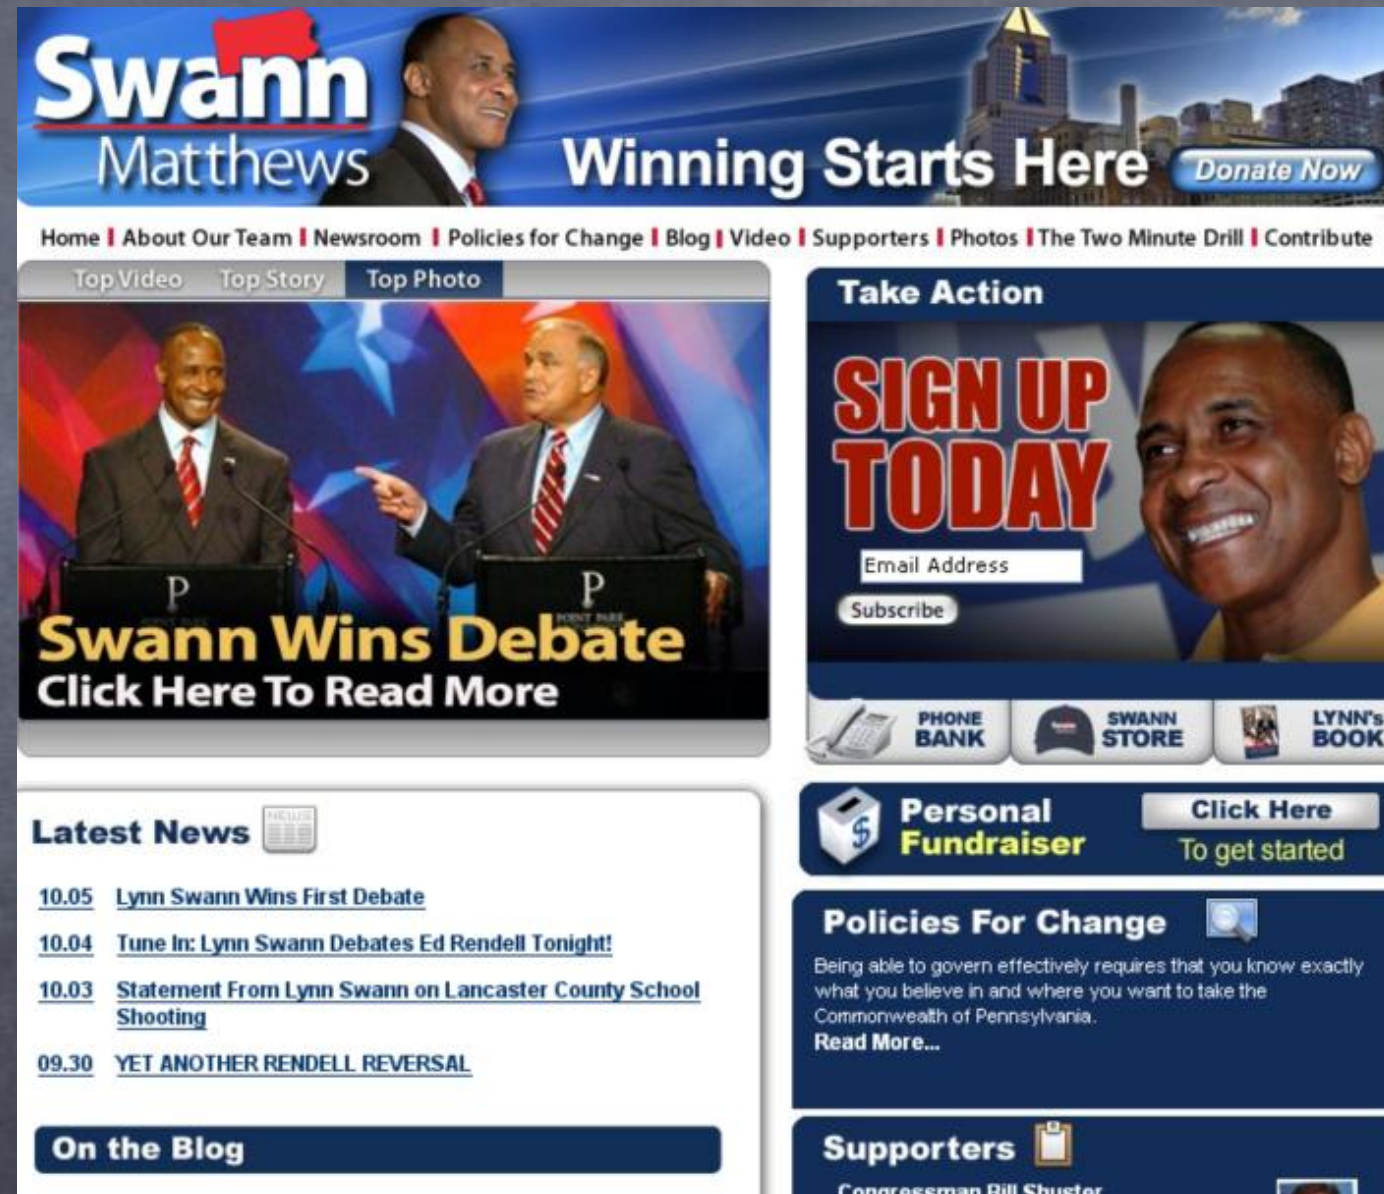 Swann
Matthews
Winning Starts Here
Donate Now
Home | About Our Team | Newsroom | Policies for Change | Blog | Video | Supporters | Photos | The Two Minute Drill | Contribute
Top Video Top Story Top Photo
P
P
POINT PARK
Swann Wins Debate
Click Here To Read More
Take Action
SIGN UP
TODAY
Email Address
Subscribe
PHONE
BANK
SWANN
STORE
LYNN's
BOOK
Latest News
NEWS
10.05 Lynn Swann Wins First Debate
10.04 Tune In: Lynn Swann Debates Ed Rendell Tonight!
10.03 Statement From Lynn Swann on Lancaster County School
Shooting
09.30 YET ANOTHER RENDELL REVERSAL
On the Blog
$
Personal
Fundraiser
Click Here
To get started
Policies For Change
Being able to govern effectively requires that you know exactly
what you believe in and where you want to take the
Commonwealth of Pennsylvania.
Read More...
Supporters
Congressman Bill Shuster